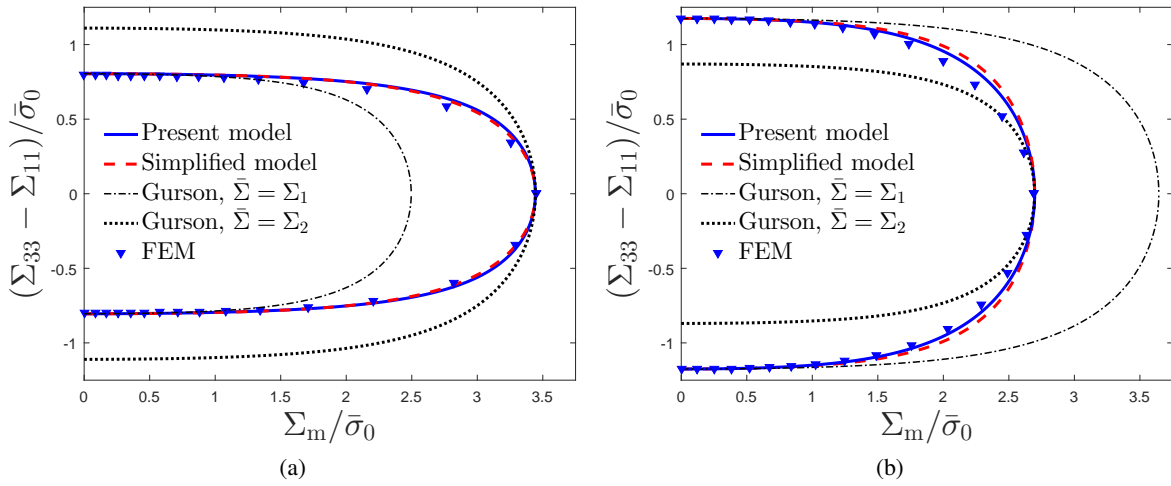 (Σ33 − Σ11)/σ̄0
1
0.5
0
-0.5
-1
Present model
Simplified model
Gurson, Σ̄ = Σ1
Gurson, Σ̄ = Σ2
FEM
0 0.5 1 1.5 2 2.5 3 3.5
Σm/σ̄0
(a)
(Σ33 − Σ11)/σ̄0
1
0.5
0
-0.5
-1
Present model
Simplified model
Gurson, Σ̄ = Σ1
Gurson, Σ̄ = Σ2
FEM
0 0.5 1 1.5 2 2.5 3 3.5
Σm/σ̄0
(b)